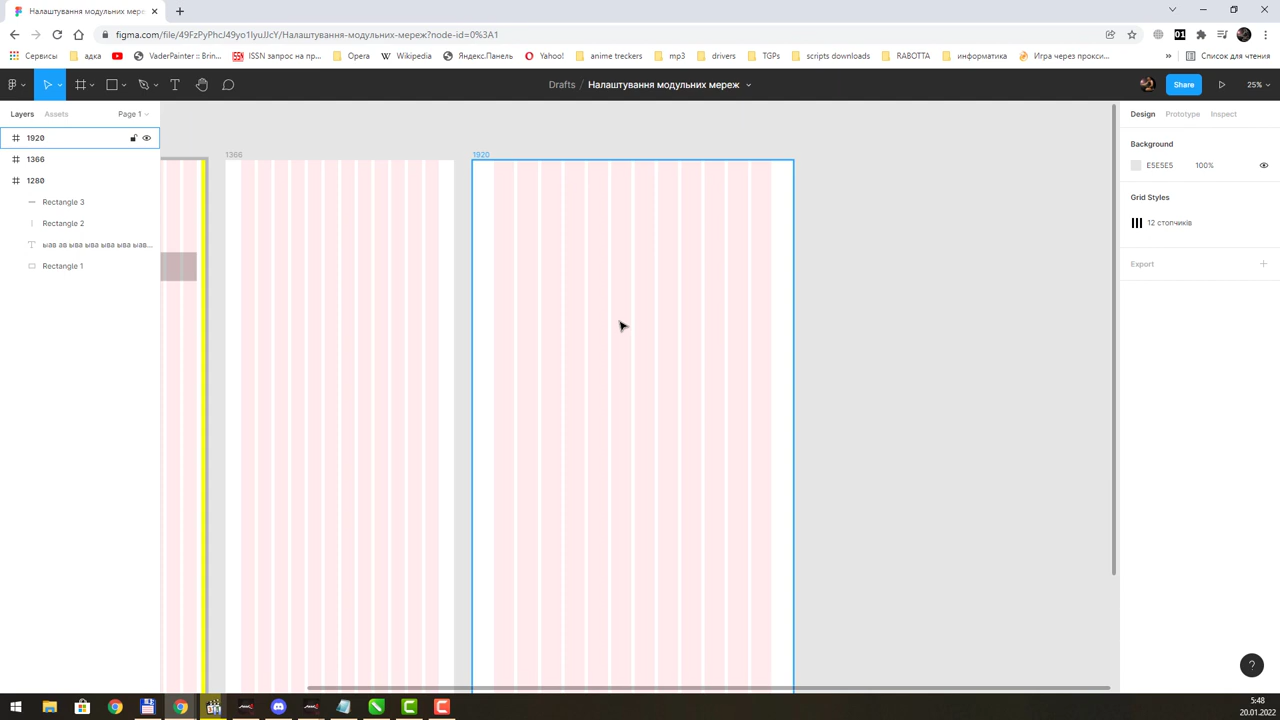 Налаштування модульних мереж
figma.com/file/49FzPyPhcJ49yo1IyuJJcY/Налаштування-модульних-мереж?node-id=0%3A1
Сервисы
адка
VaderPainter :: Brin...
ISSN запрос на пр...
Opera
Wikipedia
Яндекс.Панель
Yahoo!
anime treckers
mp3
drivers
TGPs
scripts downloads
RABOTTA
информатика
Игра через прокси...
»
Список для чтения
Drafts / Налаштування модульних мереж
Share
25%
Layers
Assets
Page 1
Design
Prototype
Inspect
1920
1366
1280
Rectangle 3
Rectangle 2
ыав ав ыва ыва ыва ыва ыав...
Rectangle 1
1366
1920
Background
E5E5E5
100%
Grid Styles
12 стопчиків
Export
?
5:48
20.01.2022